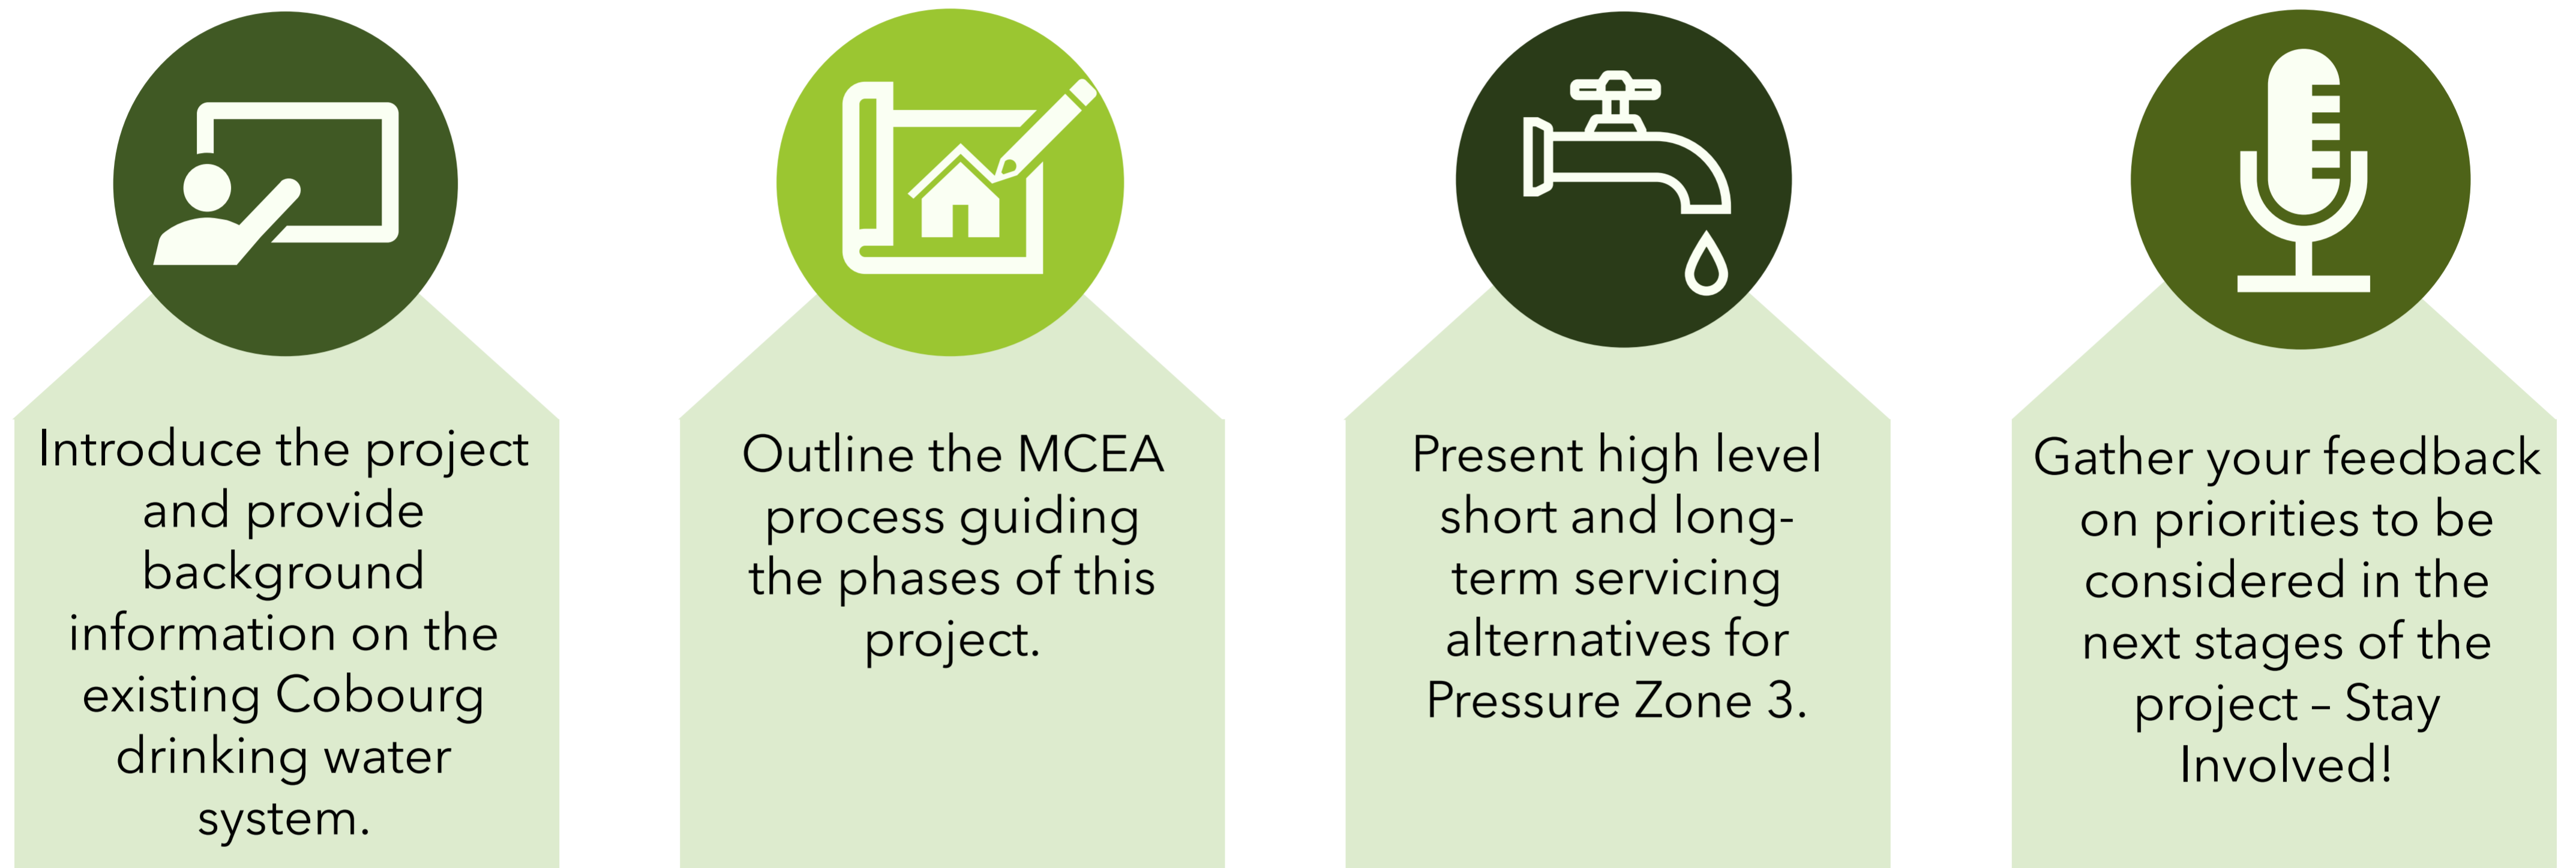 Introduce the project
and provide
background
information on the
existing Cobourg
drinking water
system.
Outline the MCEA
process guiding
the phases of this
project.
Present high level
short and long-
term servicing
alternatives for
Pressure Zone 3.
Gather your feedback
on priorities to be
considered in the
next stages of the
project – Stay
Involved!